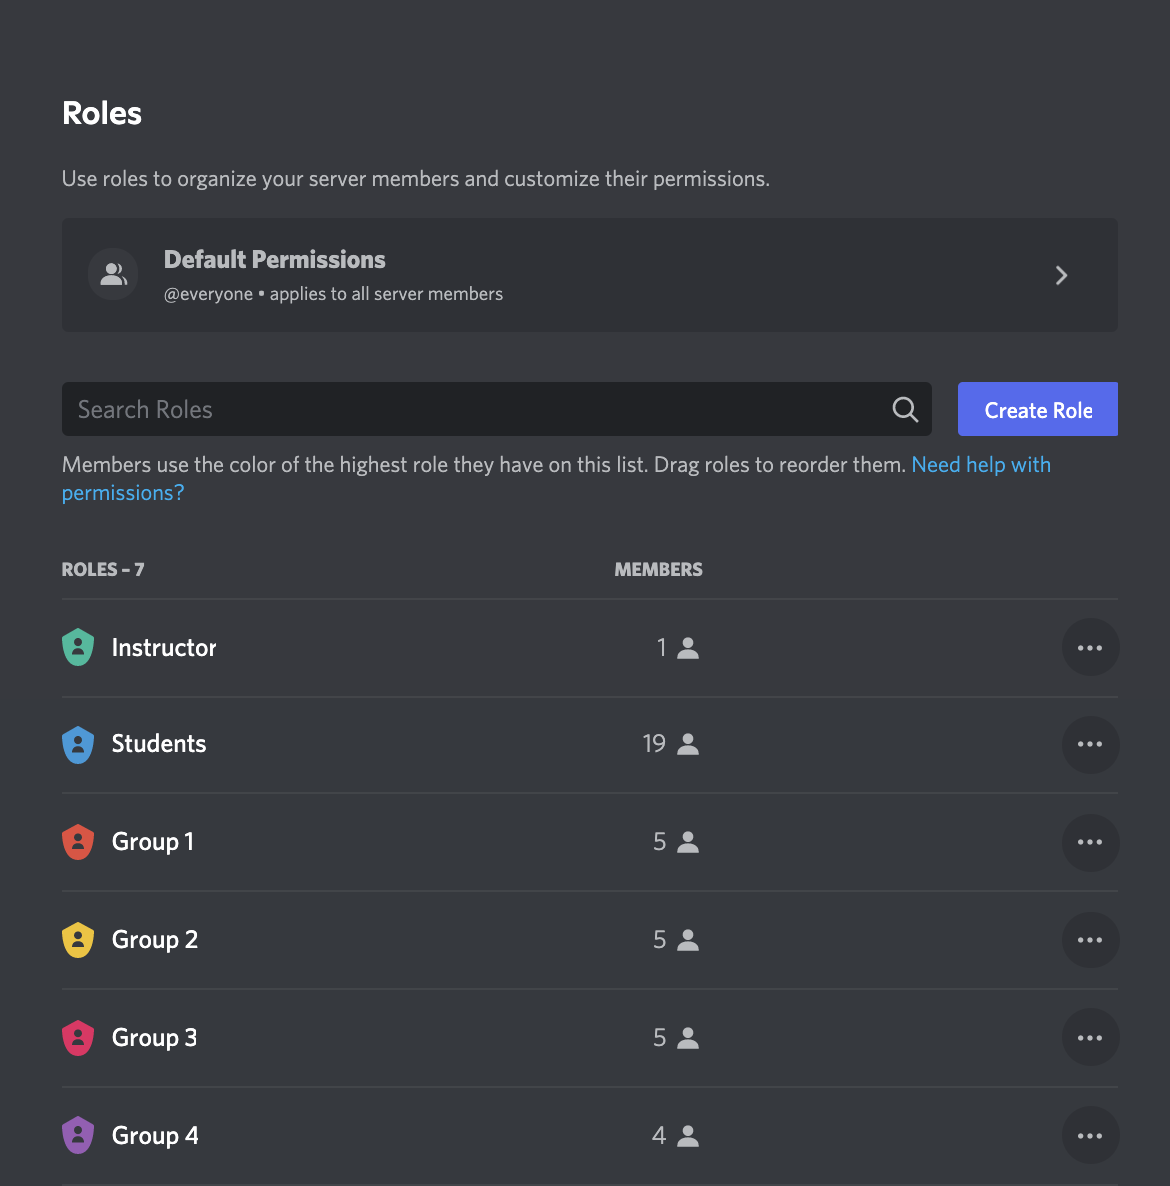 Roles
Use roles to organize your server members and customize their permissions.
Default Permissions
@everyone • applies to all server members
Search Roles
Create Role
Members use the color of the highest role they have on this list. Drag roles to reorder them. Need help with
permissions?
ROLES – 7 MEMBERS
Instructor 1
Students 19
Group 1 5
Group 2 5
Group 3 5
Group 4 4